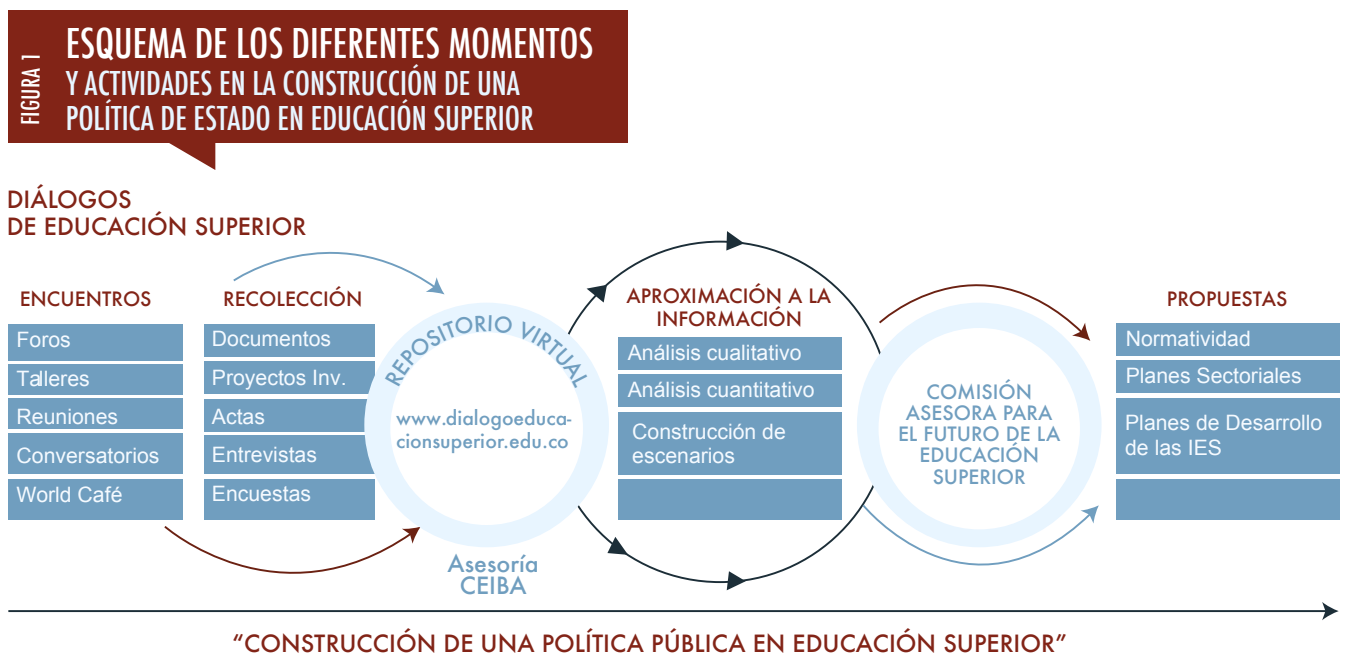 FIGURA 1
ESQUEMA DE LOS DIFERENTES MOMENTOS
Y ACTIVIDADES EN LA CONSTRUCCIÓN DE UNA
POLÍTICA DE ESTADO EN EDUCACIÓN SUPERIOR
DIÁLOGOS
DE EDUCACIÓN SUPERIOR
ENCUENTROS
Foros
Talleres
Reuniones
Conversatorios
World Café
RECOLECCIÓN
Documentos
Proyectos Inv.
Actas
Entrevistas
Encuestas
REPOSITORIO VIRTUAL
www.dialogoeduca-
cionsuperior.edu.co
Asesoría
CEIBA
APROXIMACIÓN A LA
INFORMACIÓN
Análisis cualitativo
Análisis cuantitativo
Construcción de
escenarios
COMISIÓN
ASESORA PARA
EL FUTURO DE LA
EDUCACIÓN
SUPERIOR
PROPUESTAS
Normatividad
Planes Sectoriales
Planes de Desarrollo
de las IES
“CONSTRUCCIÓN DE UNA POLÍTICA PÚBLICA EN EDUCACIÓN SUPERIOR”